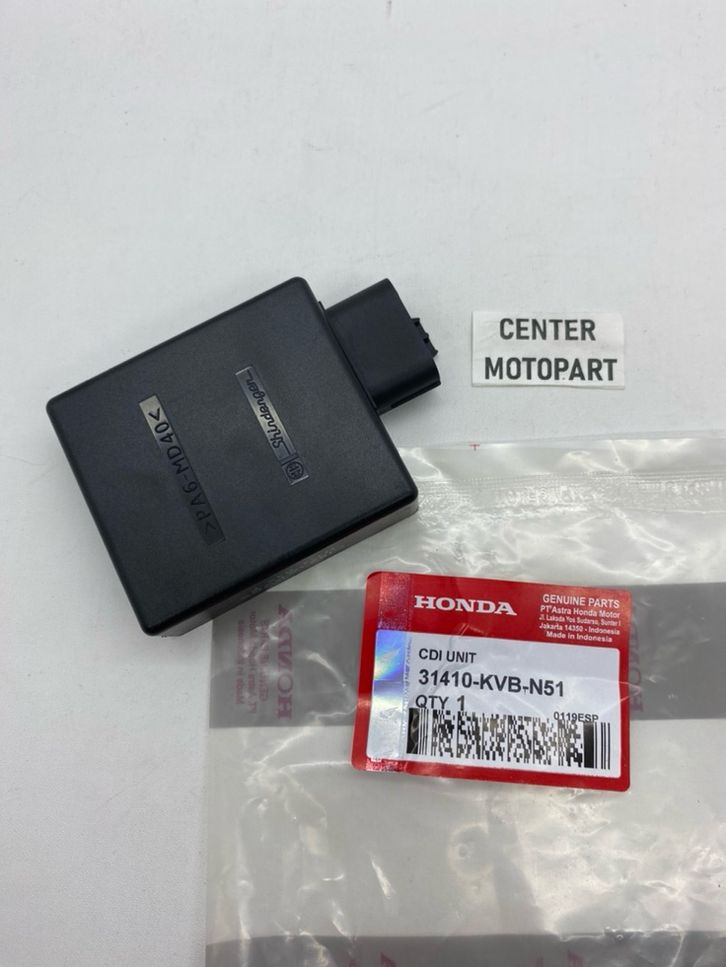 CENTER
MOTOPART
Shindengen
>PA6-MD40<
HONDA
GENUINE PARTS
PT Astra Honda Motor
Jl. Laksda Yos Sudarso, Sunter I
Jakarta 14350 - Indonesia
Made in Indonesia
CDI UNIT
31410-KVB-N51
QTY 1
0119ESP
HONDA